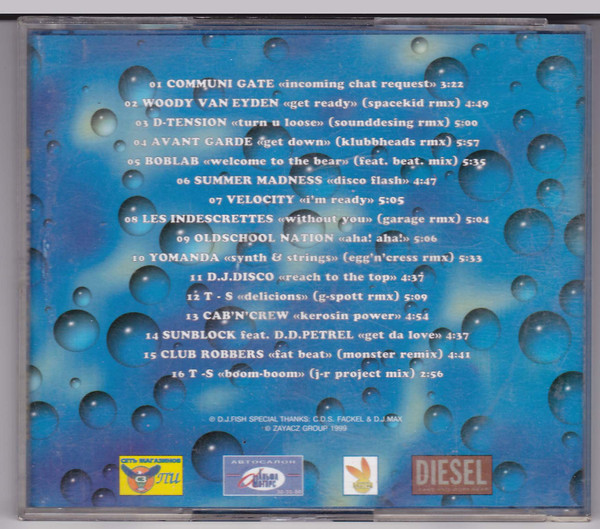 01 COMMUNI GATE «incoming chat request» 3:22
02 WOODY VAN EYDEN «get ready» (spacekid rmx) 4:49
03 D-TENSION «turn u loose» (sounddesing rmx) 5:00
04 AVANT GARDE «get down» (klubbheads rmx) 5:57
05 BOBLAB «welcome to the bear» (feat. beat. mix) 5:35
06 SUMMER MADNESS «disco flash» 4:47
07 VELOCITY «i'm ready» 5:05
08 LES INDESCRETTES «without you» (garage rmx) 5:04
09 OLDSCHOOL NATION «aha! aha!» 5:06
10 YOMANDA «synth & strings» (egg'n'cress rmx) 5:33
11 D.J.DISCO «reach to the top» 4:37
12 T - S «delicions» (g-spott rmx) 5:09
13 CAB'N'CREW «kerosin power» 4:54
14 SUNBLOCK feat. D.D.PETREL «get da love» 4:37
15 CLUB ROBBERS «fat beat» (monster remix) 4:41
16 T -S «boom-boom» (j-r project mix) 2:56
℗ D.J.FISH SPECIAL THANKS: C.D.S. FACKEL & D.J.MAX
© ZAYACZ GROUP 1999
СЕТЬ МАГАЗИНОВ
АВТОСАЛОН
DIESEL